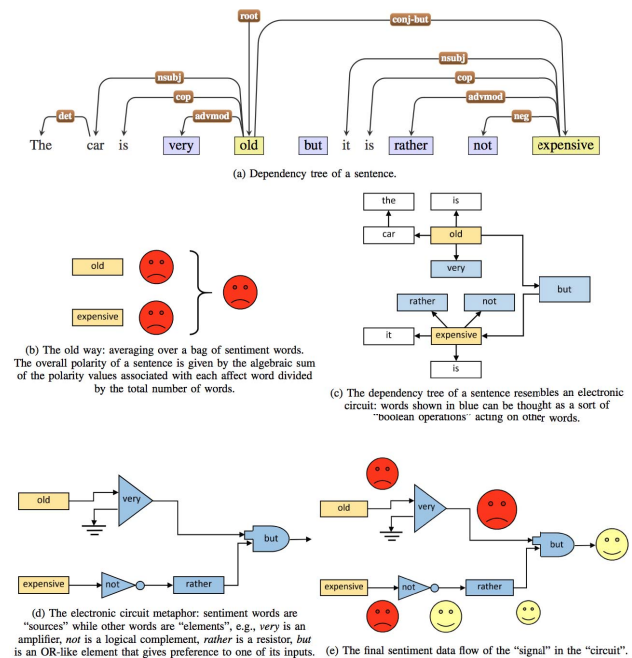 root
conj-but
nsubj
nsubj
cop
cop
det
advmod
advmod
neg
The car is very old but it is rather not expensive
(a) Dependency tree of a sentence.
old
expensive
(b) The old way: averaging over a bag of sentiment words.
The overall polarity of a sentence is given by the algebraic sum
of the polarity values associated with each affect word divided
by the total number of words.
the
is
car
old
very
but
rather
not
it
expensive
is
(c) The dependency tree of a sentence resembles an electronic
circuit: words shown in blue can be thought as a sort of
"boolean operations" acting on other words.
old
very
but
expensive
not
rather
(d) The electronic circuit metaphor: sentiment words are
"sources" while other words are "elements", e.g., very is an
amplifier, not is a logical complement, rather is a resistor, but
is an OR-like element that gives preference to one of its inputs.
old
very
but
expensive
not
rather
(e) The final sentiment data flow of the "signal" in the "circuit".